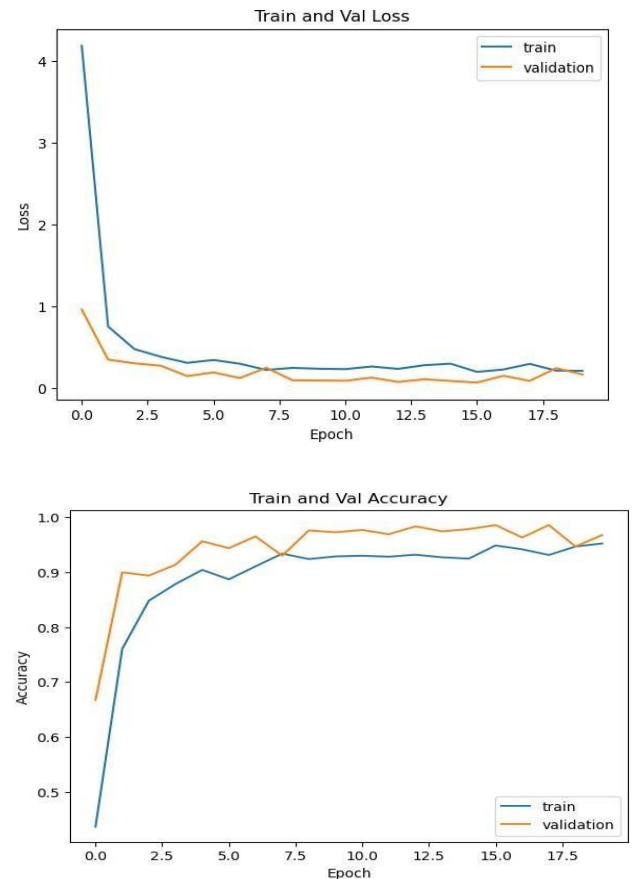 Train and Val Loss
train
validation
4
3
2
1
0
Loss
0.0 2.5 5.0 7.5 10.0 12.5 15.0 17.5
Epoch
Train and Val Accuracy
1.0
0.9
0.8
0.7
0.6
0.5
Accuracy
train
validation
0.0 2.5 5.0 7.5 10.0 12.5 15.0 17.5
Epoch